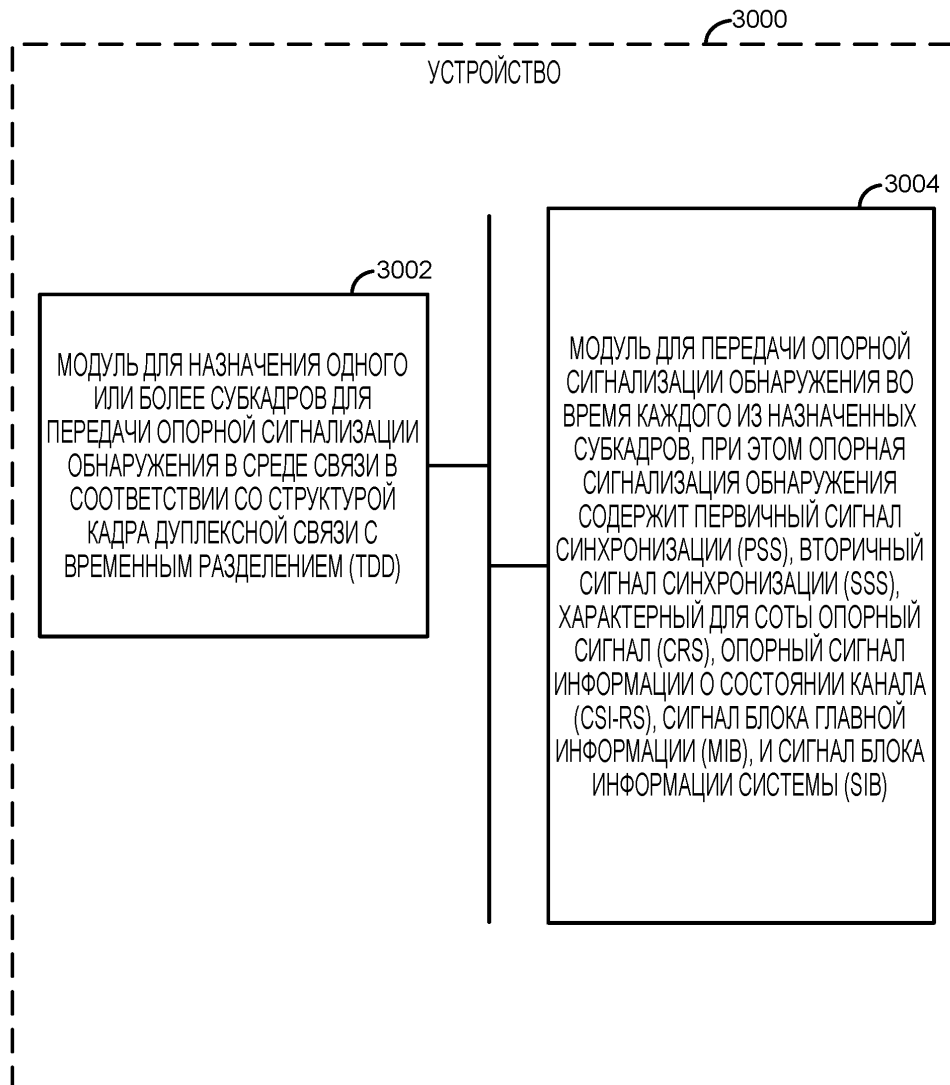 3000
УСТРОЙСТВО
3004
3002
МОДУЛЬ ДЛЯ НАЗНАЧЕНИЯ ОДНОГО
ИЛИ БОЛЕЕ СУБКАДРОВ ДЛЯ
ПЕРЕДАЧИ ОПОРНОЙ СИГНАЛИЗАЦИИ
ОБНАРУЖЕНИЯ В СРЕДЕ СВЯЗИ В
СООТВЕТСТВИИ СО СТРУКТУРОЙ
КАДРА ДУПЛЕКСНОЙ СВЯЗИ С
ВРЕМЕННЫМ РАЗДЕЛЕНИЕМ (TDD)
МОДУЛЬ ДЛЯ ПЕРЕДАЧИ ОПОРНОЙ
СИГНАЛИЗАЦИИ ОБНАРУЖЕНИЯ ВО
ВРЕМЯ КАЖДОГО ИЗ НАЗНАЧЕННЫХ
СУБКАДРОВ, ПРИ ЭТОМ ОПОРНАЯ
СИГНАЛИЗАЦИЯ ОБНАРУЖЕНИЯ
СОДЕРЖИТ ПЕРВИЧНЫЙ СИГНАЛ
СИНХРОНИЗАЦИИ (PSS), ВТОРИЧНЫЙ
СИГНАЛ СИНХРОНИЗАЦИИ (SSS),
ХАРАКТЕРНЫЙ ДЛЯ СОТЫ ОПОРНЫЙ
СИГНАЛ (CRS), ОПОРНЫЙ СИГНАЛ
ИНФОРМАЦИИ О СОСТОЯНИИ КАНАЛА
(CSI-RS), СИГНАЛ БЛОКА ГЛАВНОЙ
ИНФОРМАЦИИ (MIB), И СИГНАЛ БЛОКА
ИНФОРМАЦИИ СИСТЕМЫ (SIB)